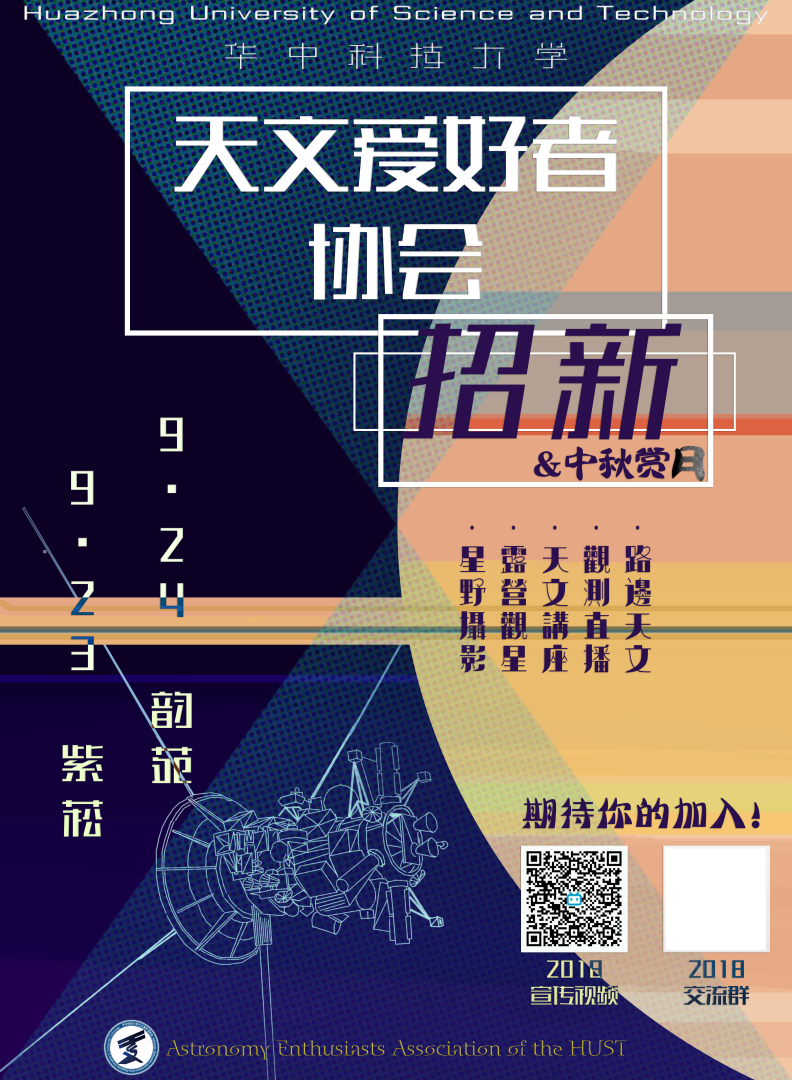 Huazhong University of Science and Technology
华中科技大学
天文爱好者
协会
招新
&中秋赏月
9.24 韵苑
9.23 紫菘
·路邊天文
·觀測直播
·天文講座
·露營觀星
·星野攝影
期待你的加入!
2018
宣传视频
2018
交流群
Astronomy Enthusiasts Association of the HUST